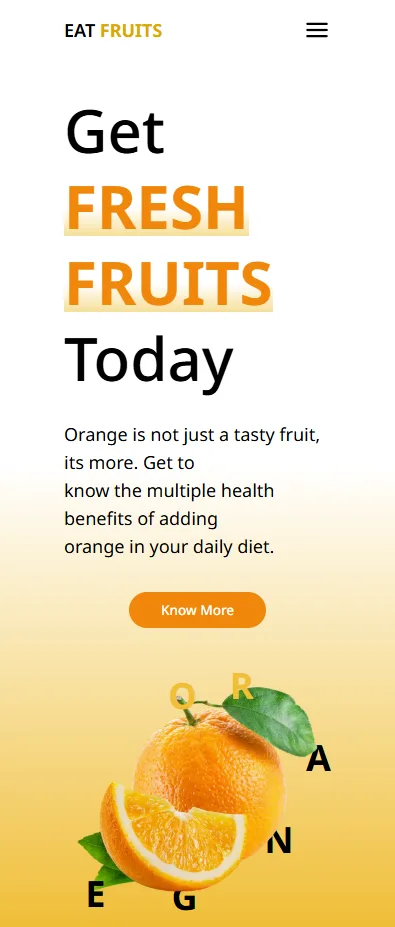 EAT FRUITS
Get
FRESH
FRUITS
Today
Orange is not just a tasty fruit,
its more. Get to
know the multiple health
benefits of adding
orange in your daily diet.
Know More
O
R
A
N
G
E